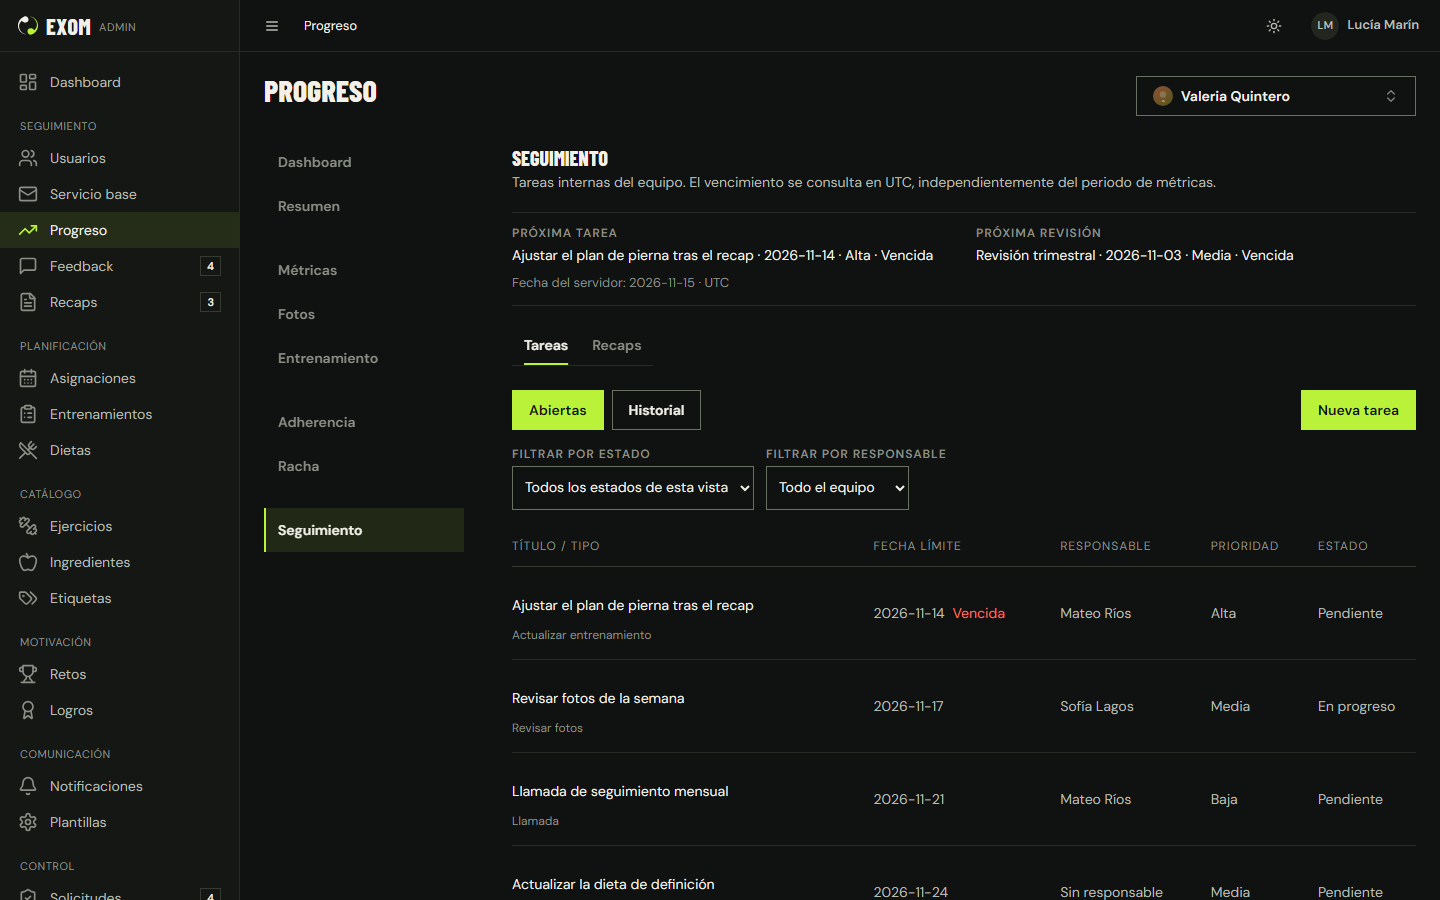 EXOM ADMIN
Progreso
LM Lucía Marín
Dashboard
SEGUIMIENTO
Usuarios
Servicio base
Progreso
Feedback 4
Recaps 3
PLANIFICACIÓN
Asignaciones
Entrenamientos
Dietas
CATÁLOGO
Ejercicios
Ingredientes
Etiquetas
MOTIVACIÓN
Retos
Logros
COMUNICACIÓN
Notificaciones
Plantillas
CONTROL
Solicitudes 4
PROGRESO
Valeria Quintero
Dashboard
Resumen
Métricas
Fotos
Entrenamiento
Adherencia
Racha
Seguimiento
SEGUIMIENTO
Tareas internas del equipo. El vencimiento se consulta en UTC, independientemente del periodo de métricas.
PRÓXIMA TAREA
Ajustar el plan de pierna tras el recap · 2026-11-14 · Alta · Vencida
Fecha del servidor: 2026-11-15 · UTC
PRÓXIMA REVISIÓN
Revisión trimestral · 2026-11-03 · Media · Vencida
Tareas Recaps
Abiertas Historial Nueva tarea
FILTRAR POR ESTADO FILTRAR POR RESPONSABLE
Todos los estados de esta vista Todo el equipo
TÍTULO / TIPO FECHA LÍMITE RESPONSABLE PRIORIDAD ESTADO
Ajustar el plan de pierna tras el recap 2026-11-14 Vencida Mateo Ríos Alta Pendiente
Actualizar entrenamiento
Revisar fotos de la semana 2026-11-17 Sofía Lagos Media En progreso
Revisar fotos
Llamada de seguimiento mensual 2026-11-21 Mateo Ríos Baja Pendiente
Llamada
Actualizar la dieta de definición 2026-11-24 Sin responsable Media Pendiente